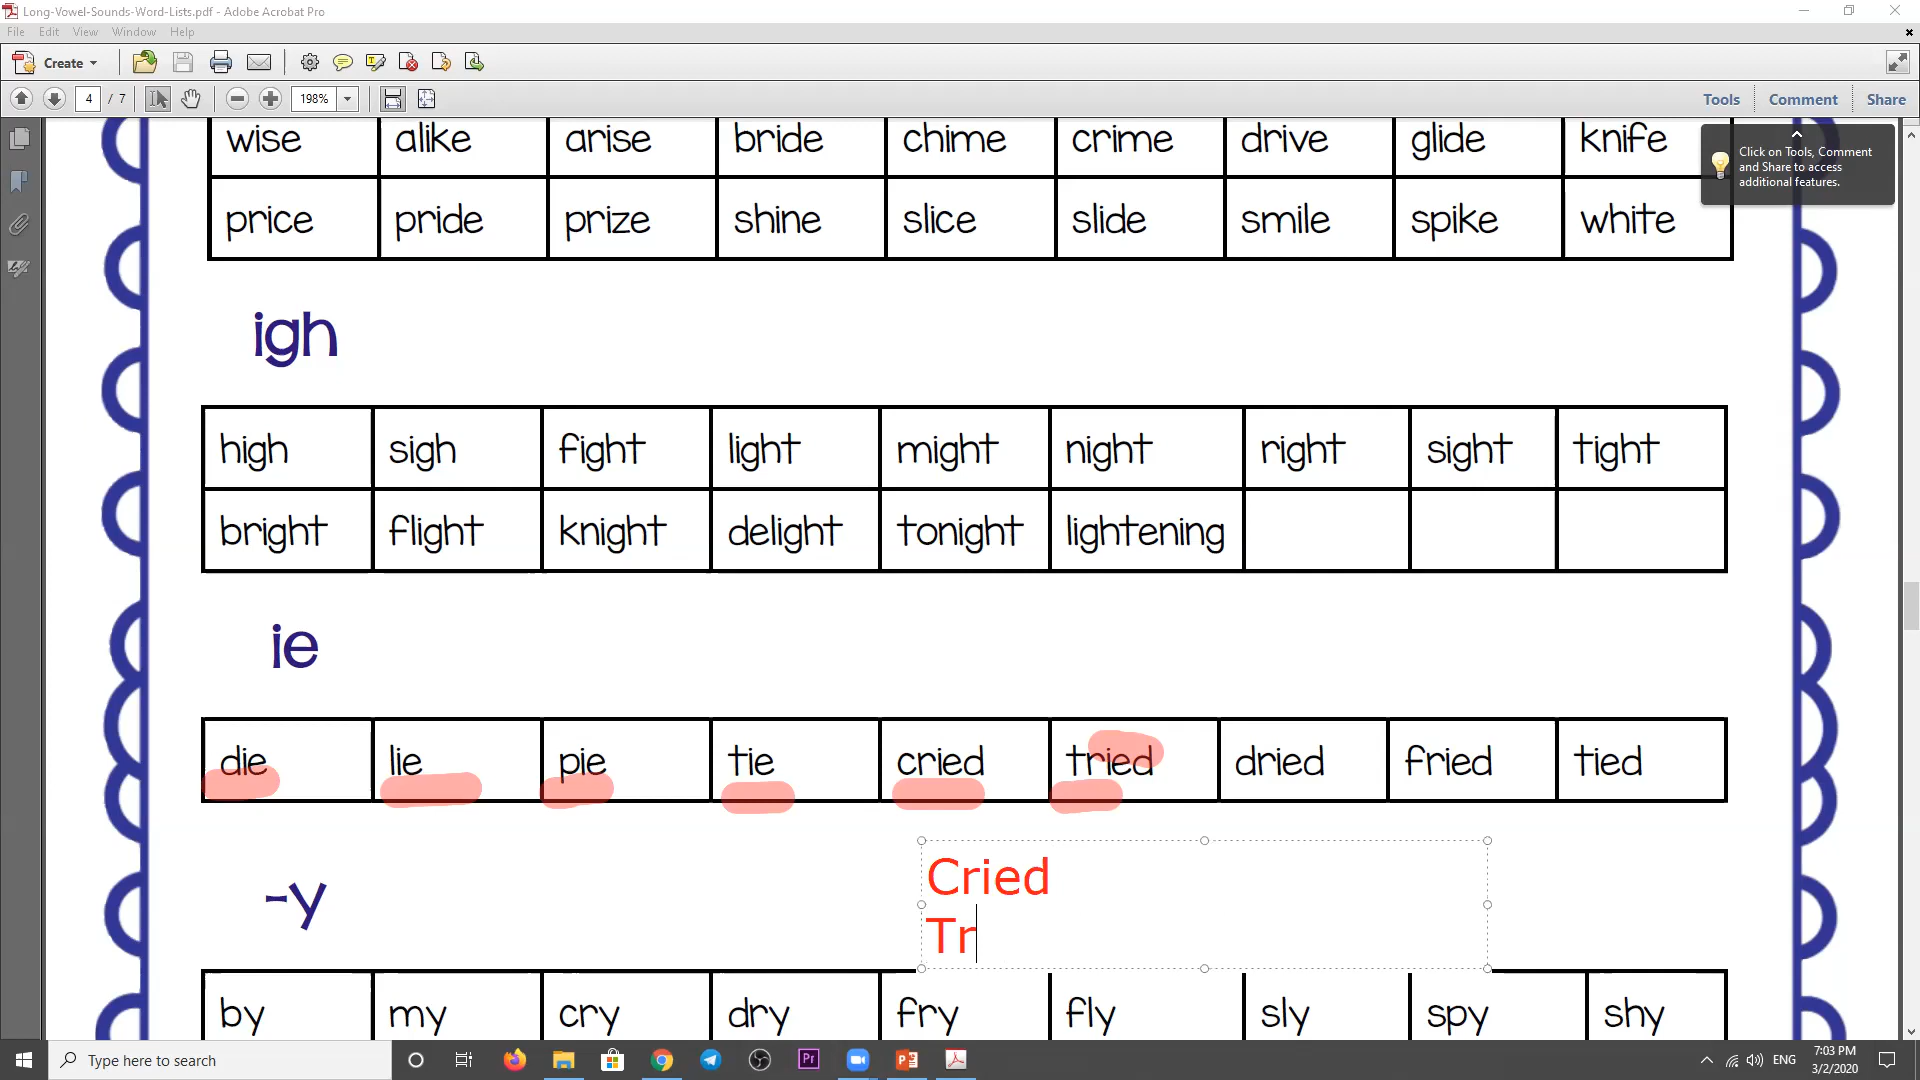 Long-Vowel-Sounds-Word-Lists.pdf - Adobe Acrobat Pro
File Edit View Window Help
Create
4 / 7 198% Tools Comment Share
Click on Tools, Comment
and Share to access
additional features.
wise alike arise bride chime crime drive glide knife
price pride prize shine slice slide smile spike white
igh
high sigh fight light might night right sight tight
bright flight knight delight tonight lightening
ie
die lie pie tie cried tried dried fried tied
Cried
Tr
-y
by my cry dry fry fly sly spy shy
Type here to search
Pr
ENG
7:03 PM
3/2/2020